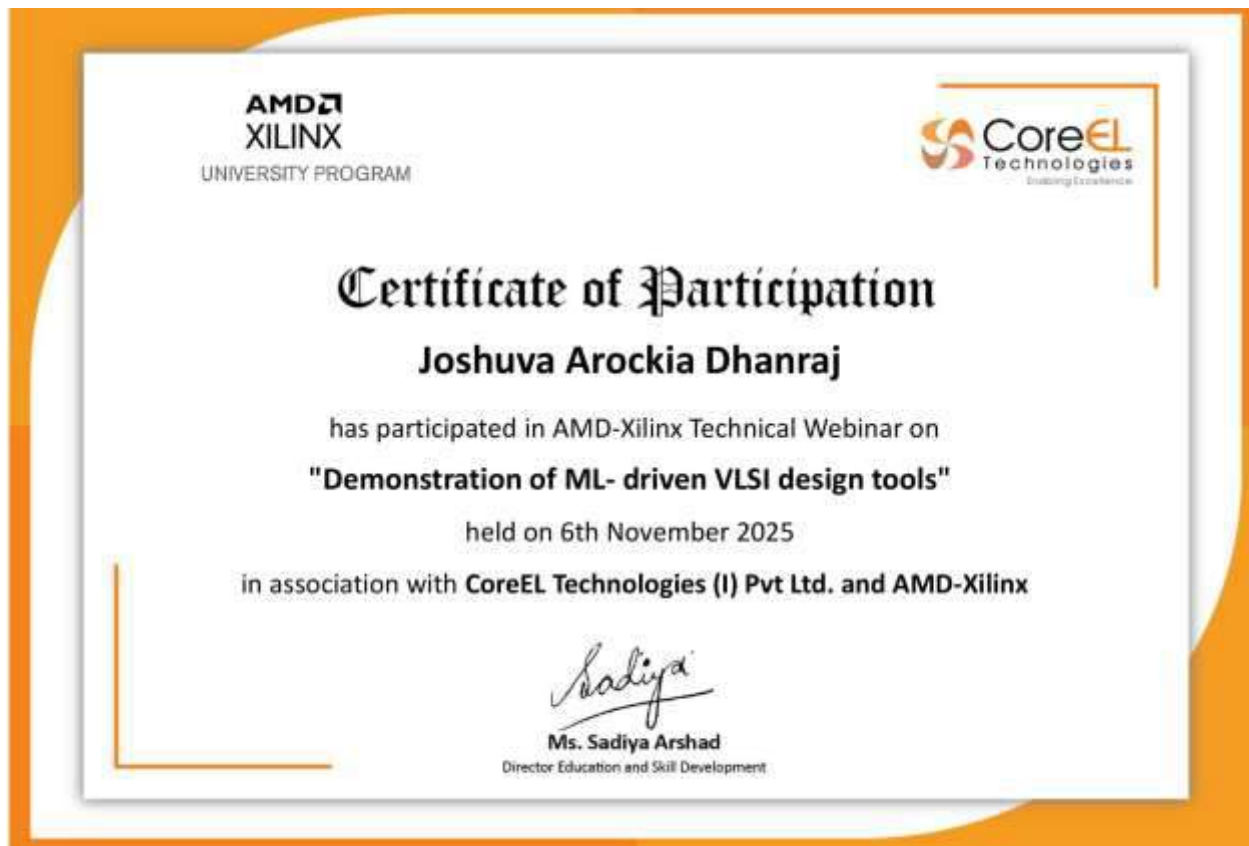 AMD
XILINX
UNIVERSITY PROGRAM
CoreEL
Technologies
Enabling Excellence
Certificate of Participation
Joshuva Arockia Dhanraj
has participated in AMD-Xilinx Technical Webinar on
"Demonstration of ML- driven VLSI design tools"
held on 6th November 2025
in association with CoreEL Technologies (I) Pvt Ltd. and AMD-Xilinx
Sadiya
Ms. Sadiya Arshad
Director Education and Skill Development